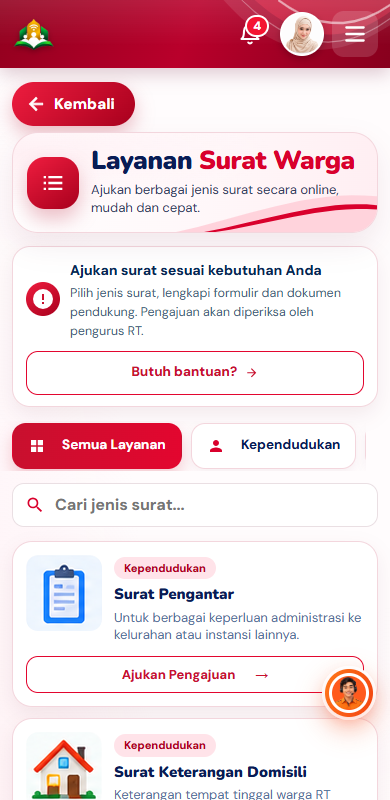 4
Kembali
Layanan Surat Warga
Ajukan berbagai jenis surat secara online,
mudah dan cepat.
Ajukan surat sesuai kebutuhan Anda
Pilih jenis surat, lengkapi formulir dan dokumen
pendukung. Pengajuan akan diperiksa oleh
pengurus RT.
Butuh bantuan? →
Semua Layanan
Kependudukan
Cari jenis surat...
Kependudukan
Surat Pengantar
Untuk berbagai keperluan administrasi ke
kelurahan atau instansi lainnya.
Ajukan Pengajuan →
Kependudukan
Surat Keterangan Domisili
Keterangan tempat tinggal warga RT